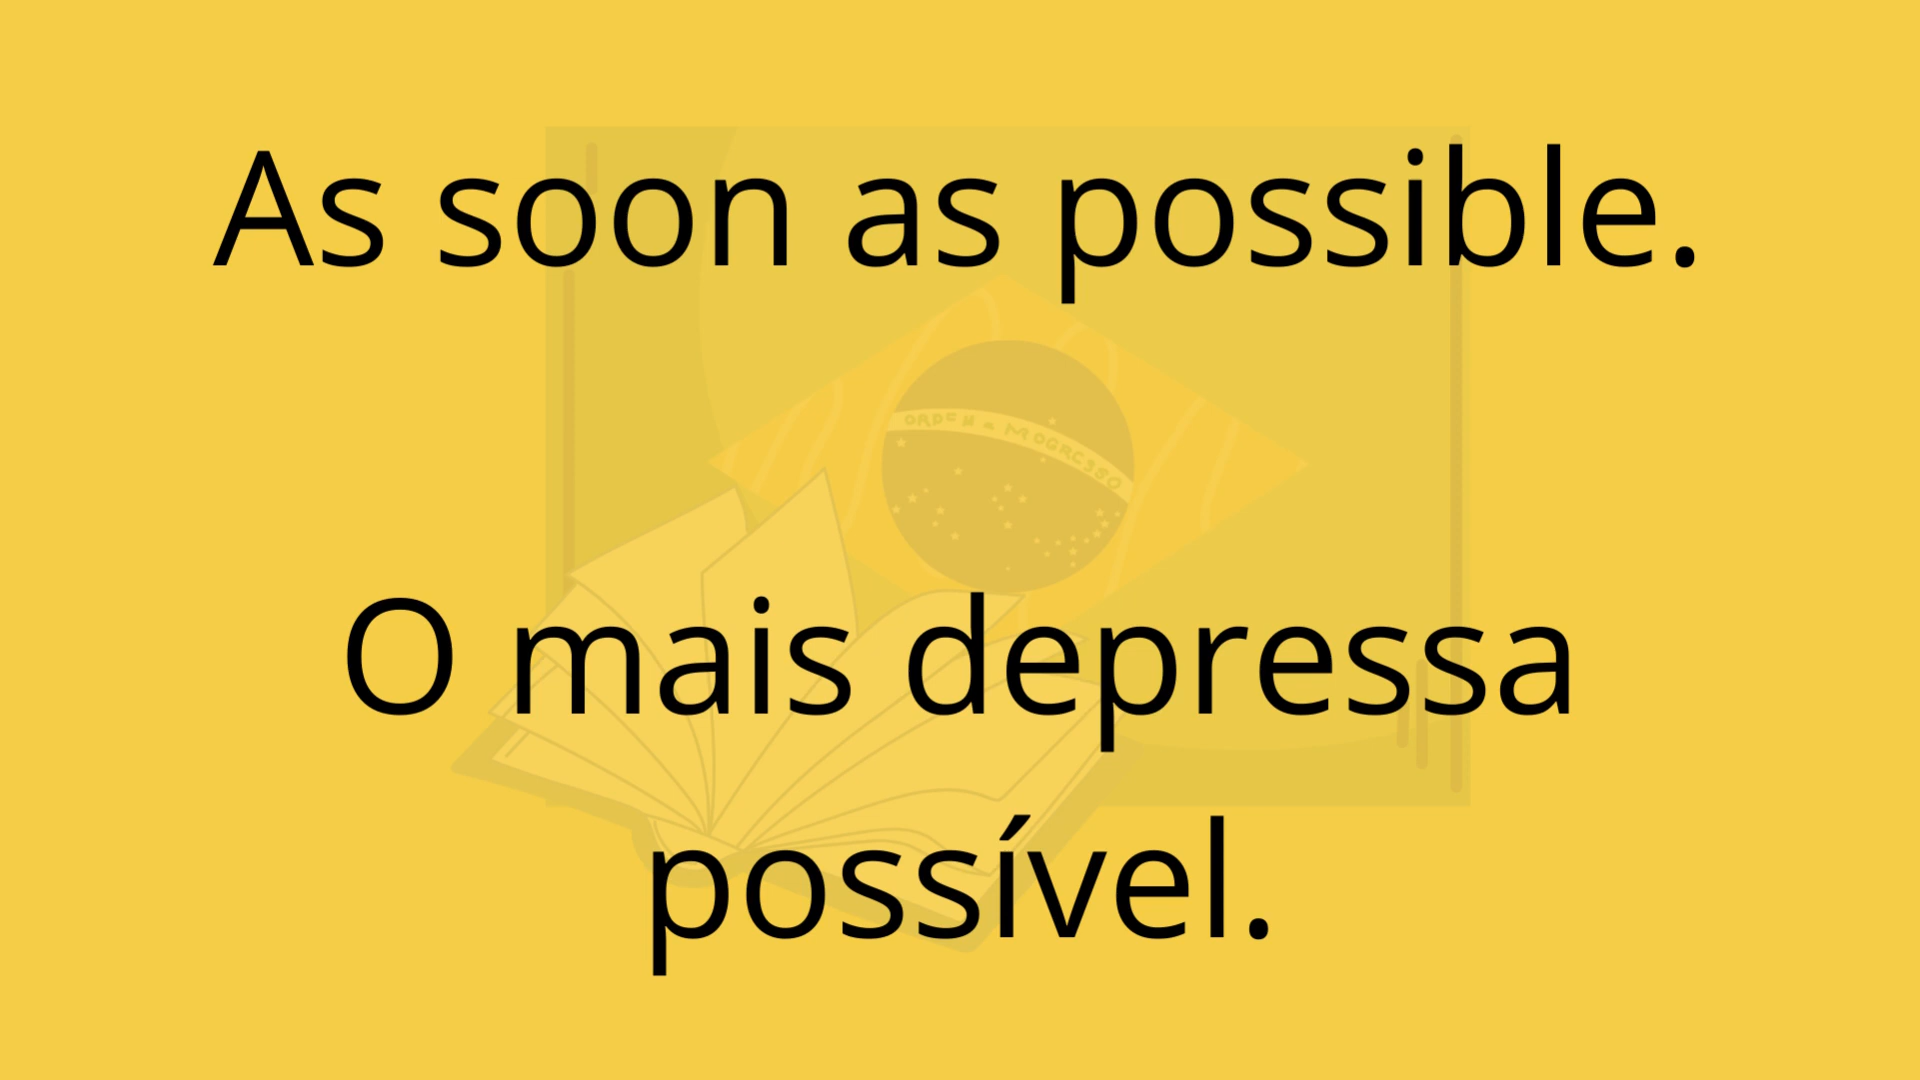 As soon as possible.
O mais depressa
possível.